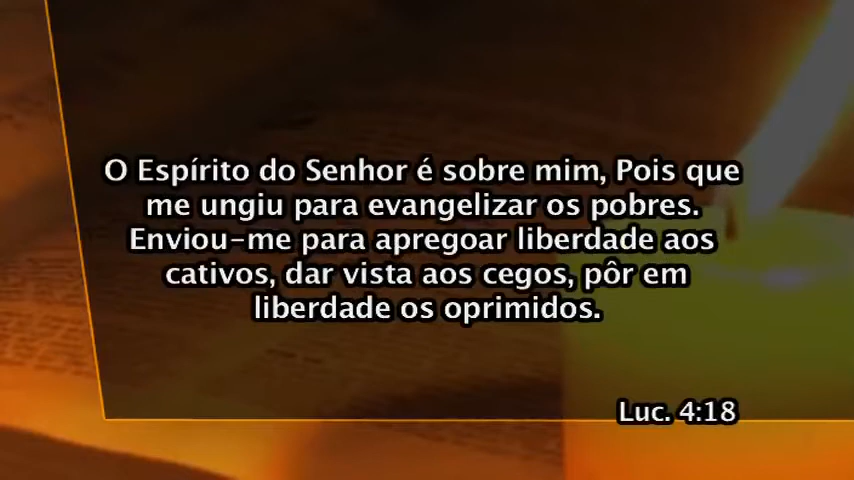 O Espírito do Senhor é sobre mim, Pois que
me ungiu para evangelizar os pobres.
Enviou-me para apregoar liberdade aos
cativos, dar vista aos cegos, pôr em
liberdade os oprimidos.
Luc. 4:18